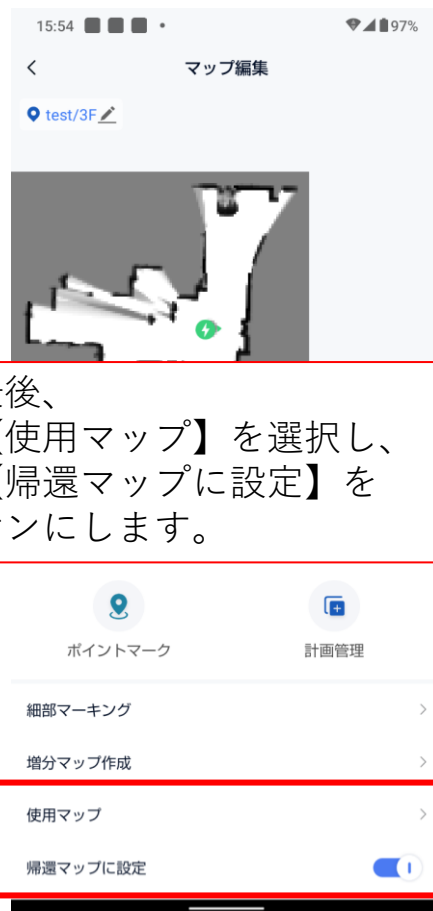 15:54
97%
マップ編集
test/3F
後、
使用マップ】を選択し、
帰還マップに設定】を
ンにします。
ポイントマーク
計画管理
細部マーキング
増分マップ作成
使用マップ
帰還マップに設定